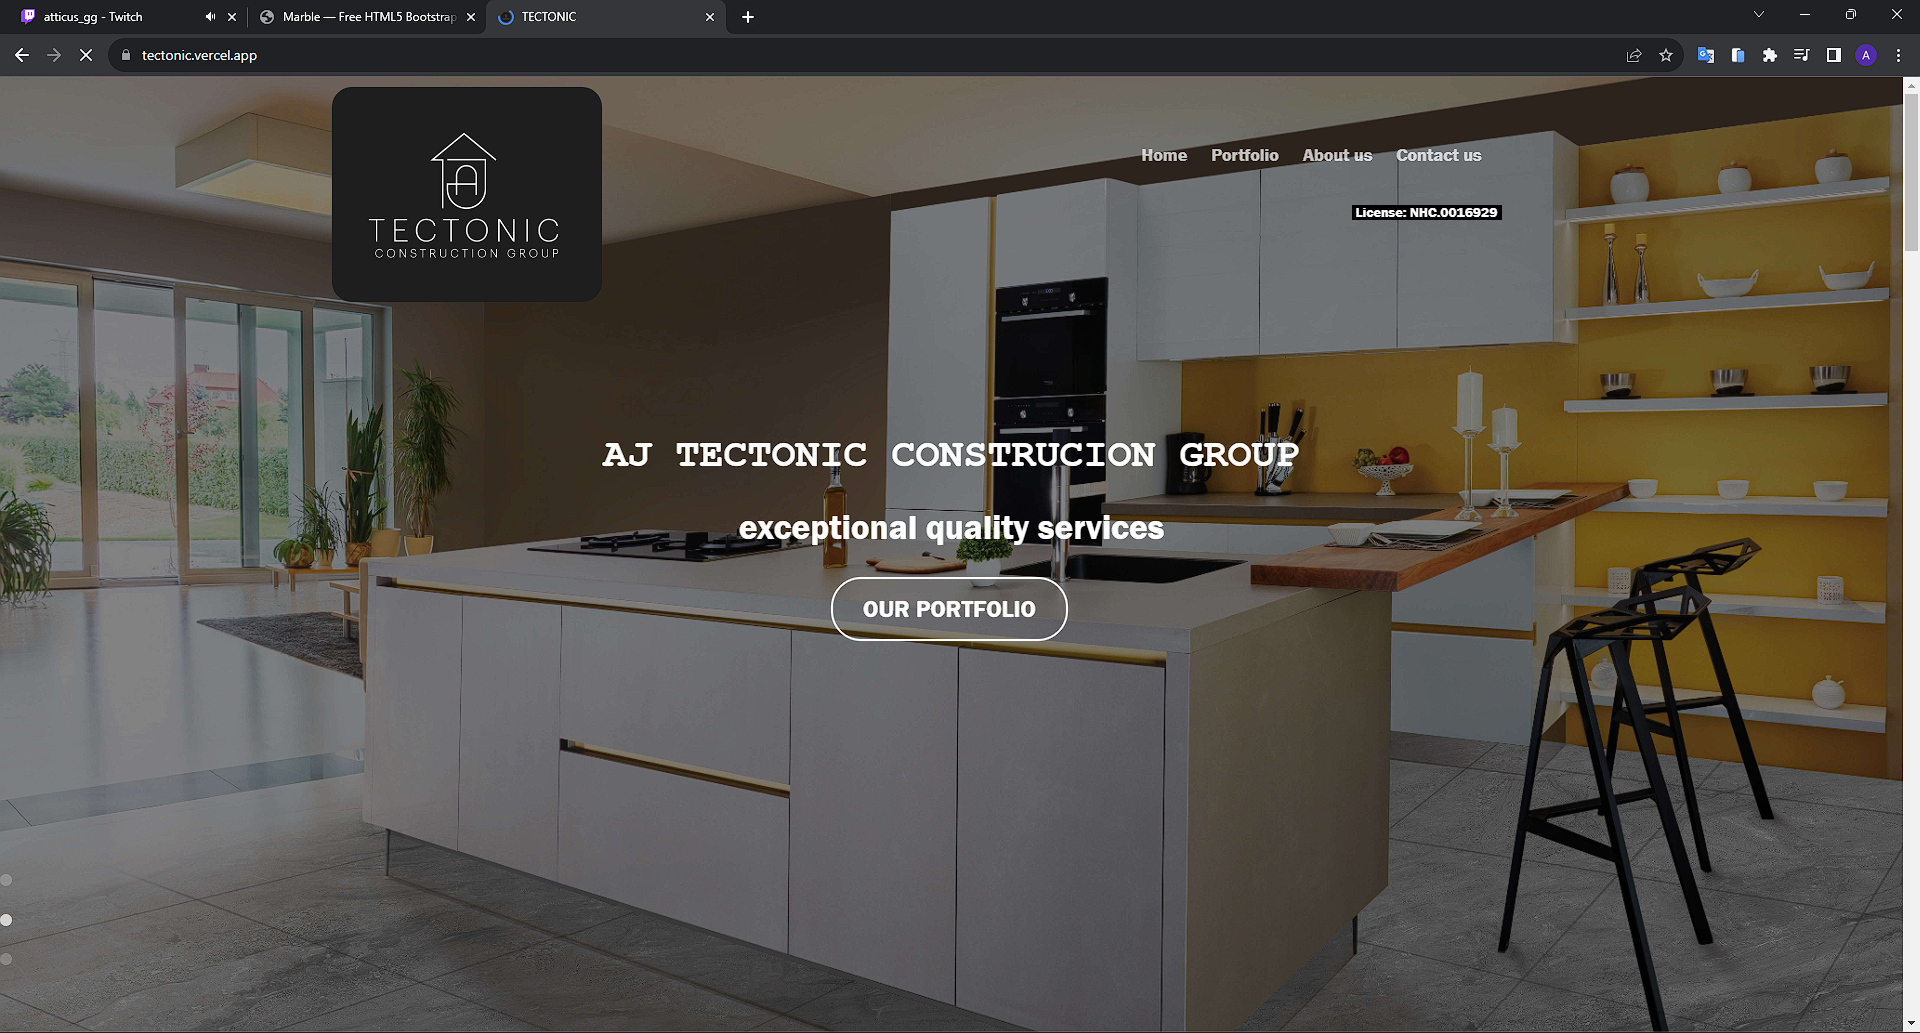 atticus_gg - Twitch
Marble — Free HTML5 Bootstrap
TECTONIC
tectonic.vercel.app
A
TECTONIC
CONSTRUCTION GROUP
Home Portfolio About us Contact us
License: NHC.0016929
AJ TECTONIC CONSTRUCION GROUP
exceptional quality services
OUR PORTFOLIO